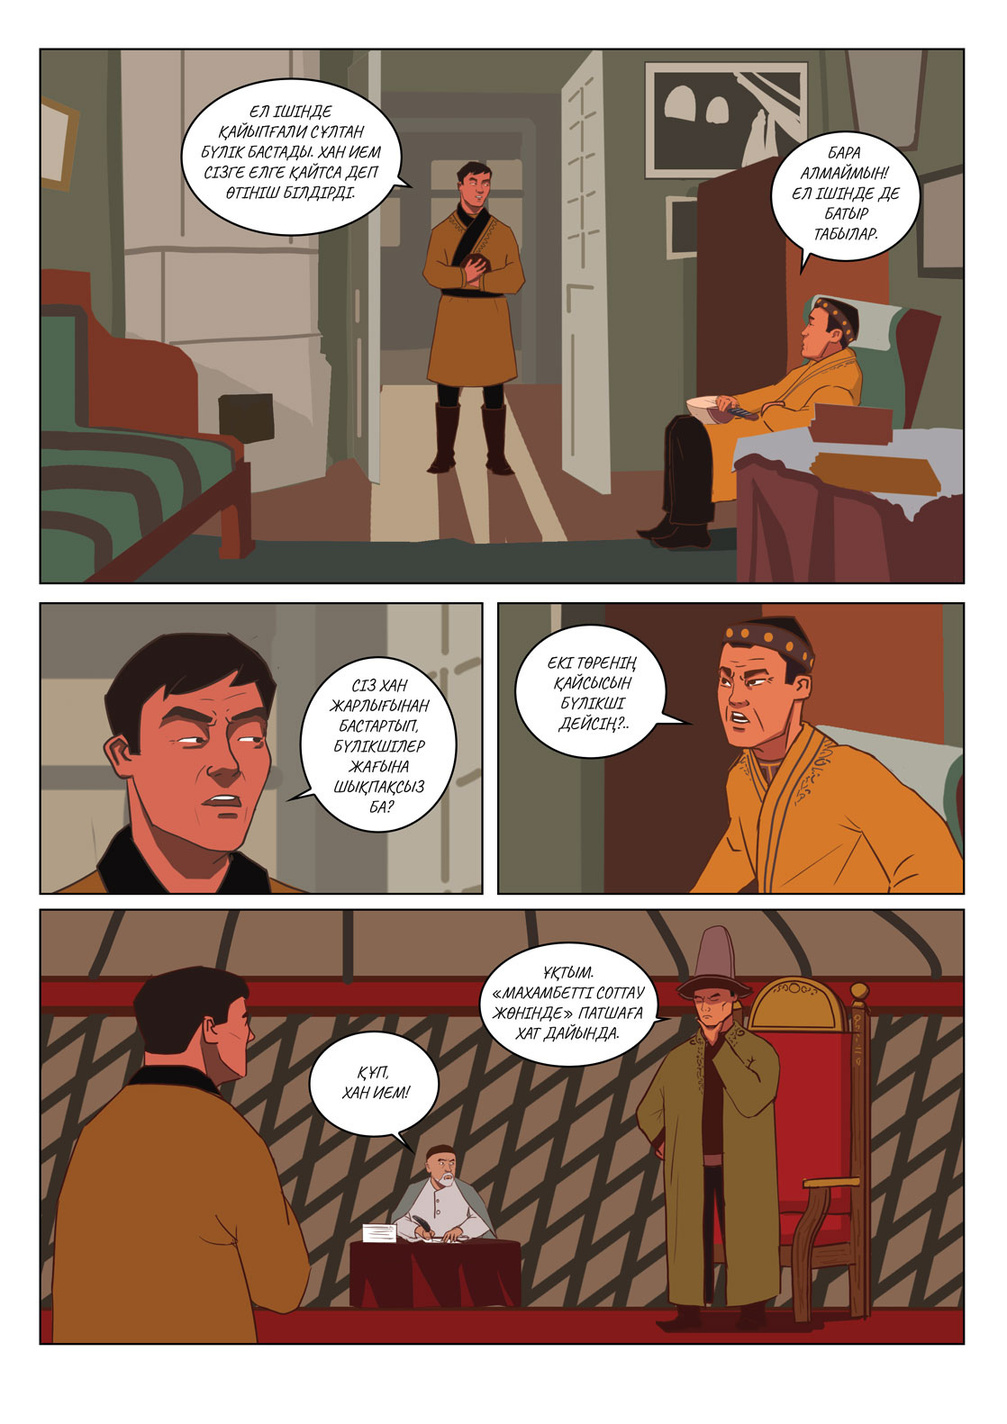 ЕЛ ІШІНДЕ
ҚАЙЫПҒАЛИ СҰЛТАН
БҮЛІК БАСТАДЫ. ХАН ИЕМ
СІЗГЕ ЕЛГЕ ҚАЙТСА ДЕП
ӨТІНІШ БІЛДІРДІ.
БАРА
АЛМАЙМЫН!
ЕЛ ІШІНДЕ ДЕ
БАТЫР
ТАБЫЛАР.
СІЗ ХАН
ЖАРЛЫҒЫНАН
БАСТАРТЫП,
БҮЛІКШІЛЕР
ЖАҒЫНА
ШЫҚПАҚСЫЗ
БА?
ЕКІ ТӨРЕНІҢ
ҚАЙСЫСЫН
БҮЛІКШІ
ДЕЙСІҢ?..
ҰҚТЫМ.
«МАХАМБЕТТІ СОТТАУ
ЖӨНІНДЕ» ПАТШАҒА
ХАТ ДАЙЫНДА.
ҚҰП,
ХАН ИЕМ!